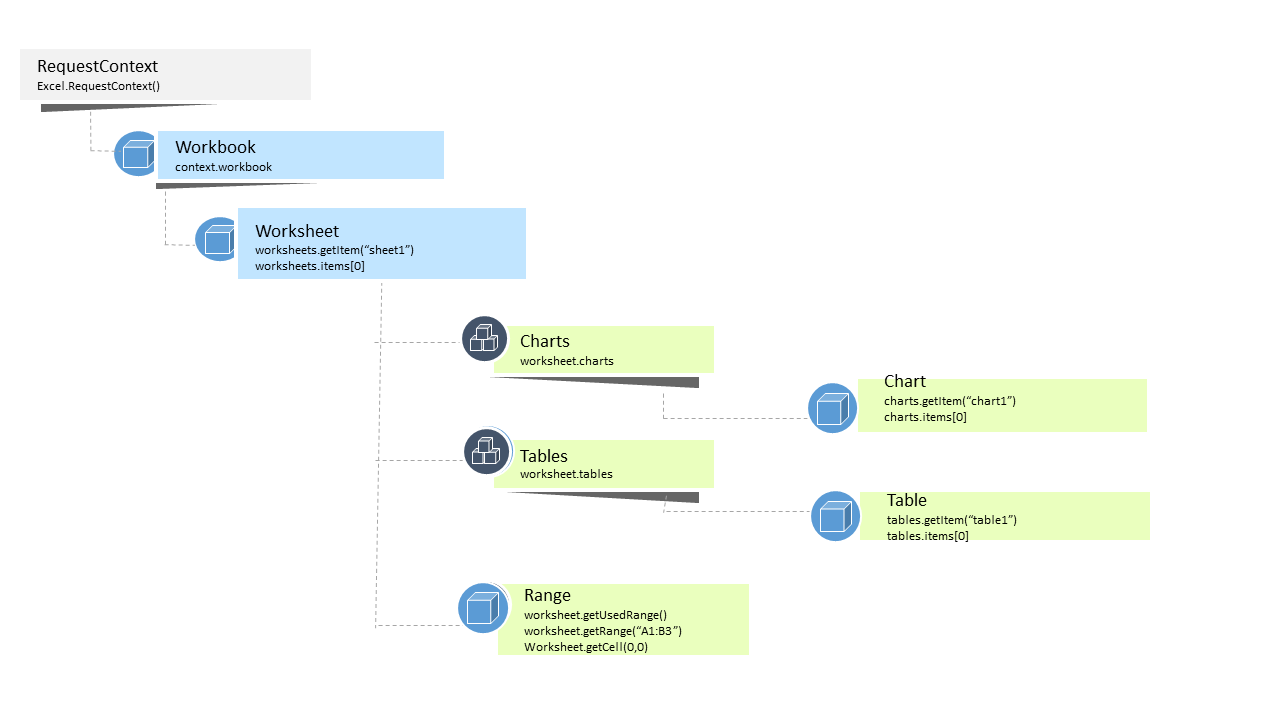 RequestContext
Excel.RequestContext()
Workbook
context.workbook
Worksheet
worksheets.getItem(“sheet1”)
worksheets.items[0]
Charts
worksheet.charts
Chart
charts.getItem(“chart1”)
charts.items[0]
Tables
worksheet.tables
Table
tables.getItem(“table1”)
tables.items[0]
Range
worksheet.getUsedRange()
worksheet.getRange(“A1:B3”)
Worksheet.getCell(0,0)